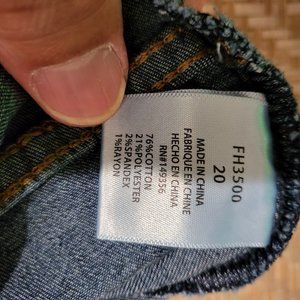 FH3500
20
MADE IN CHINA
FABRIQUE EN CHINE
HECHO EN CHINA
RN#149356
76%COTTON
21%POLYESTER
2%SPANDEX
1%RAYON